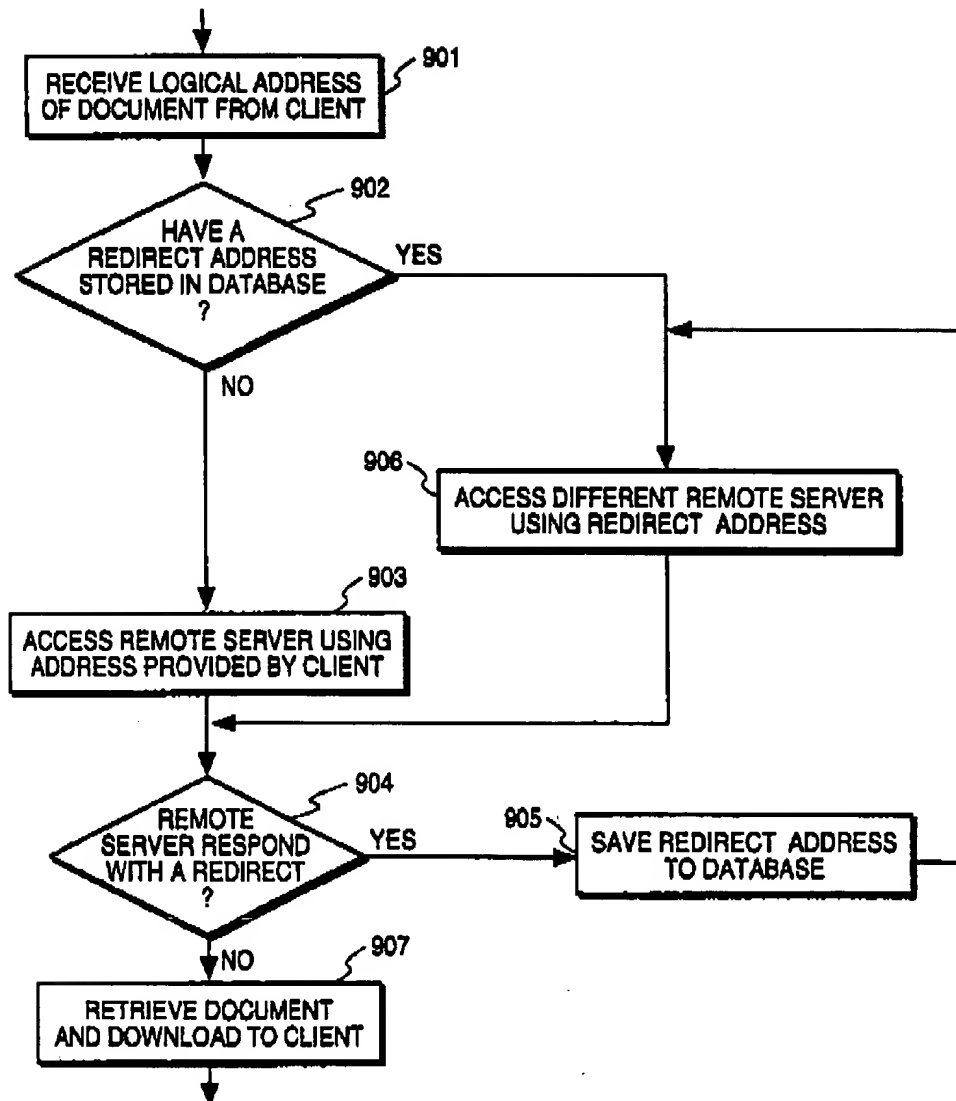 901
RECEIVE LOGICAL ADDRESS
OF DOCUMENT FROM CLIENT
902
HAVE A
REDIRECT ADDRESS
STORED IN DATABASE
?
YES
NO
906
ACCESS DIFFERENT REMOTE SERVER
USING REDIRECT ADDRESS
903
ACCESS REMOTE SERVER USING
ADDRESS PROVIDED BY CLIENT
904
REMOTE
SERVER RESPOND
WITH A REDIRECT
?
YES
905
SAVE REDIRECT ADDRESS
TO DATABASE
NO
907
RETRIEVE DOCUMENT
AND DOWNLOAD TO CLIENT